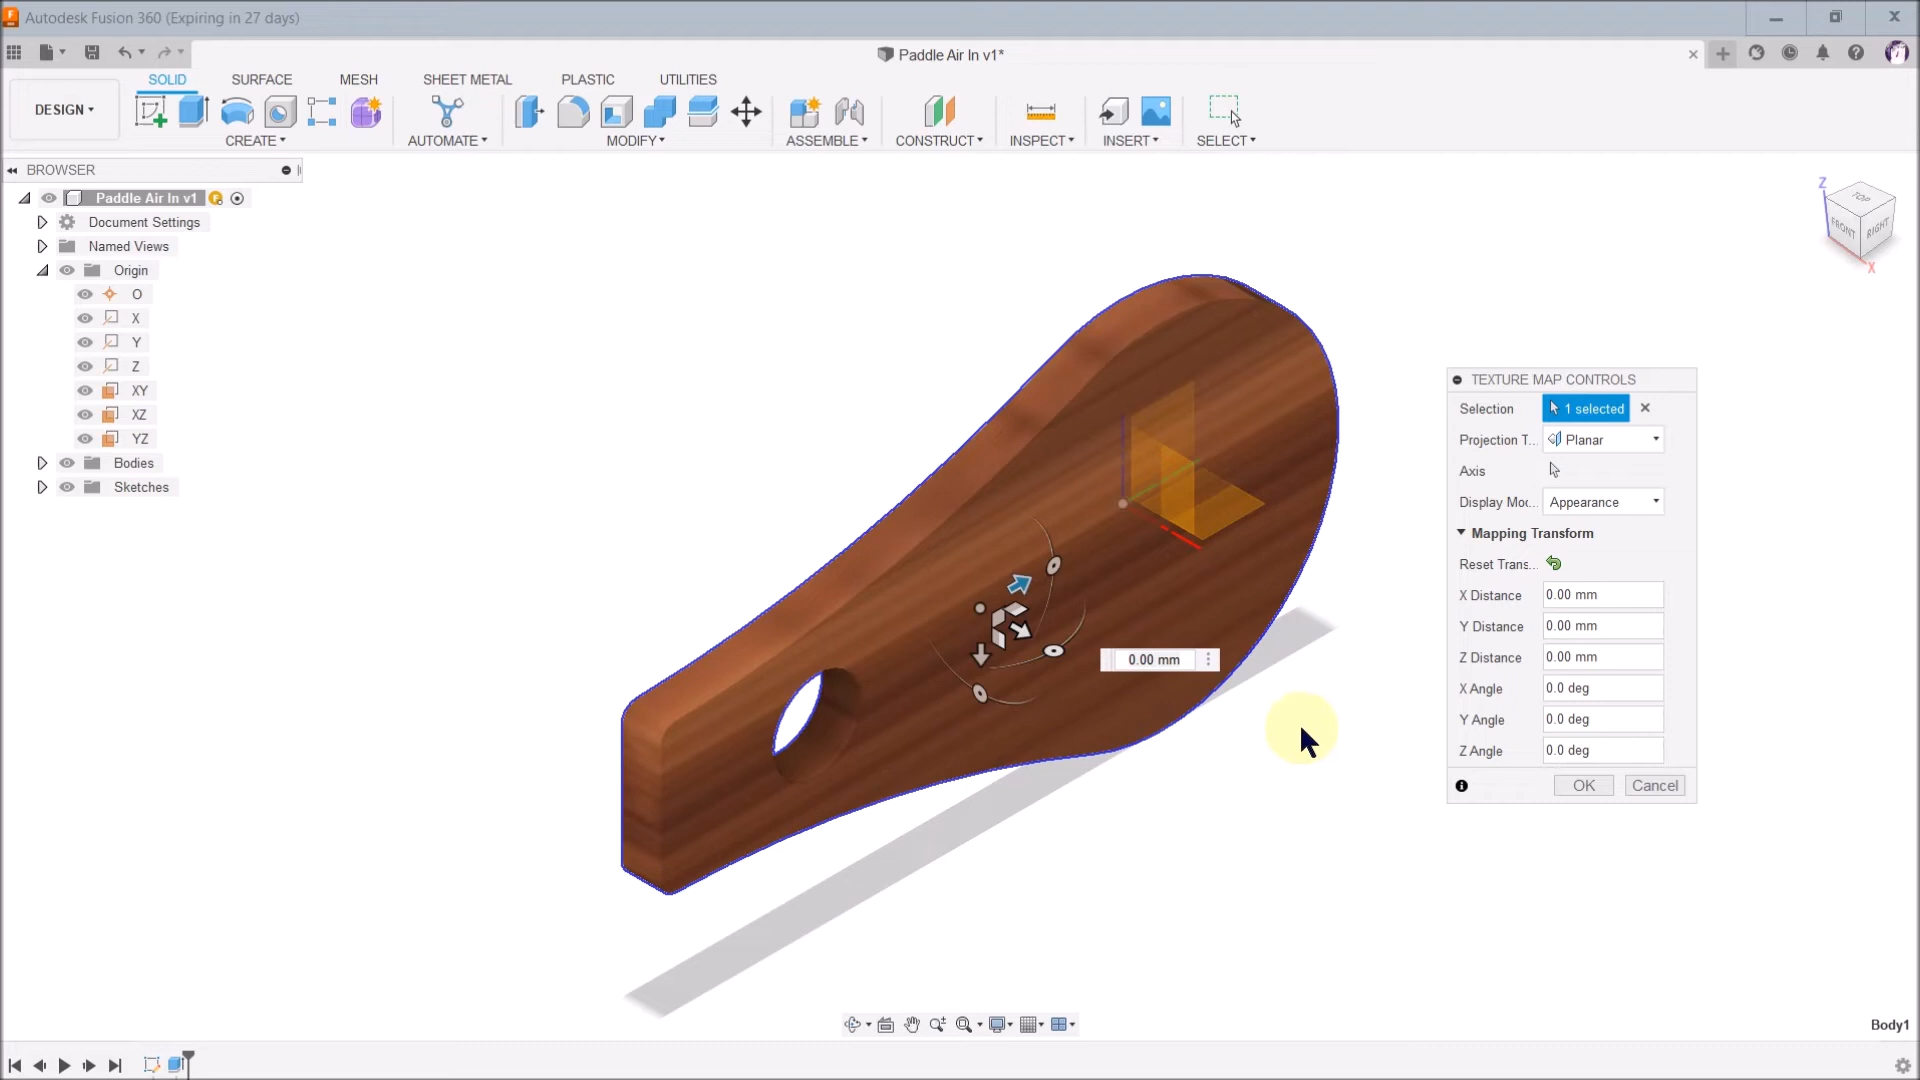 Autodesk Fusion 360 (Expiring in 27 days)
Paddle Air In v1*
DESIGN
SOLID
SURFACE
MESH
SHEET METAL
PLASTIC
UTILITIES
CREATE
AUTOMATE
MODIFY
ASSEMBLE
CONSTRUCT
INSPECT
INSERT
SELECT
BROWSER
Paddle Air In v1
Document Settings
Named Views
Origin
O
X
Y
Z
XY
XZ
YZ
Bodies
Sketches
Z
TOP
FRONT
RIGHT
X
0.00 mm
TEXTURE MAP CONTROLS
Selection 1 selected
Projection T... Planar
Axis
Display Moc... Appearance
Mapping Transform
Reset Trans...
X Distance 0.00 mm
Y Distance 0.00 mm
Z Distance 0.00 mm
X Angle 0.0 deg
Y Angle 0.0 deg
Z Angle 0.0 deg
OK Cancel
Body1